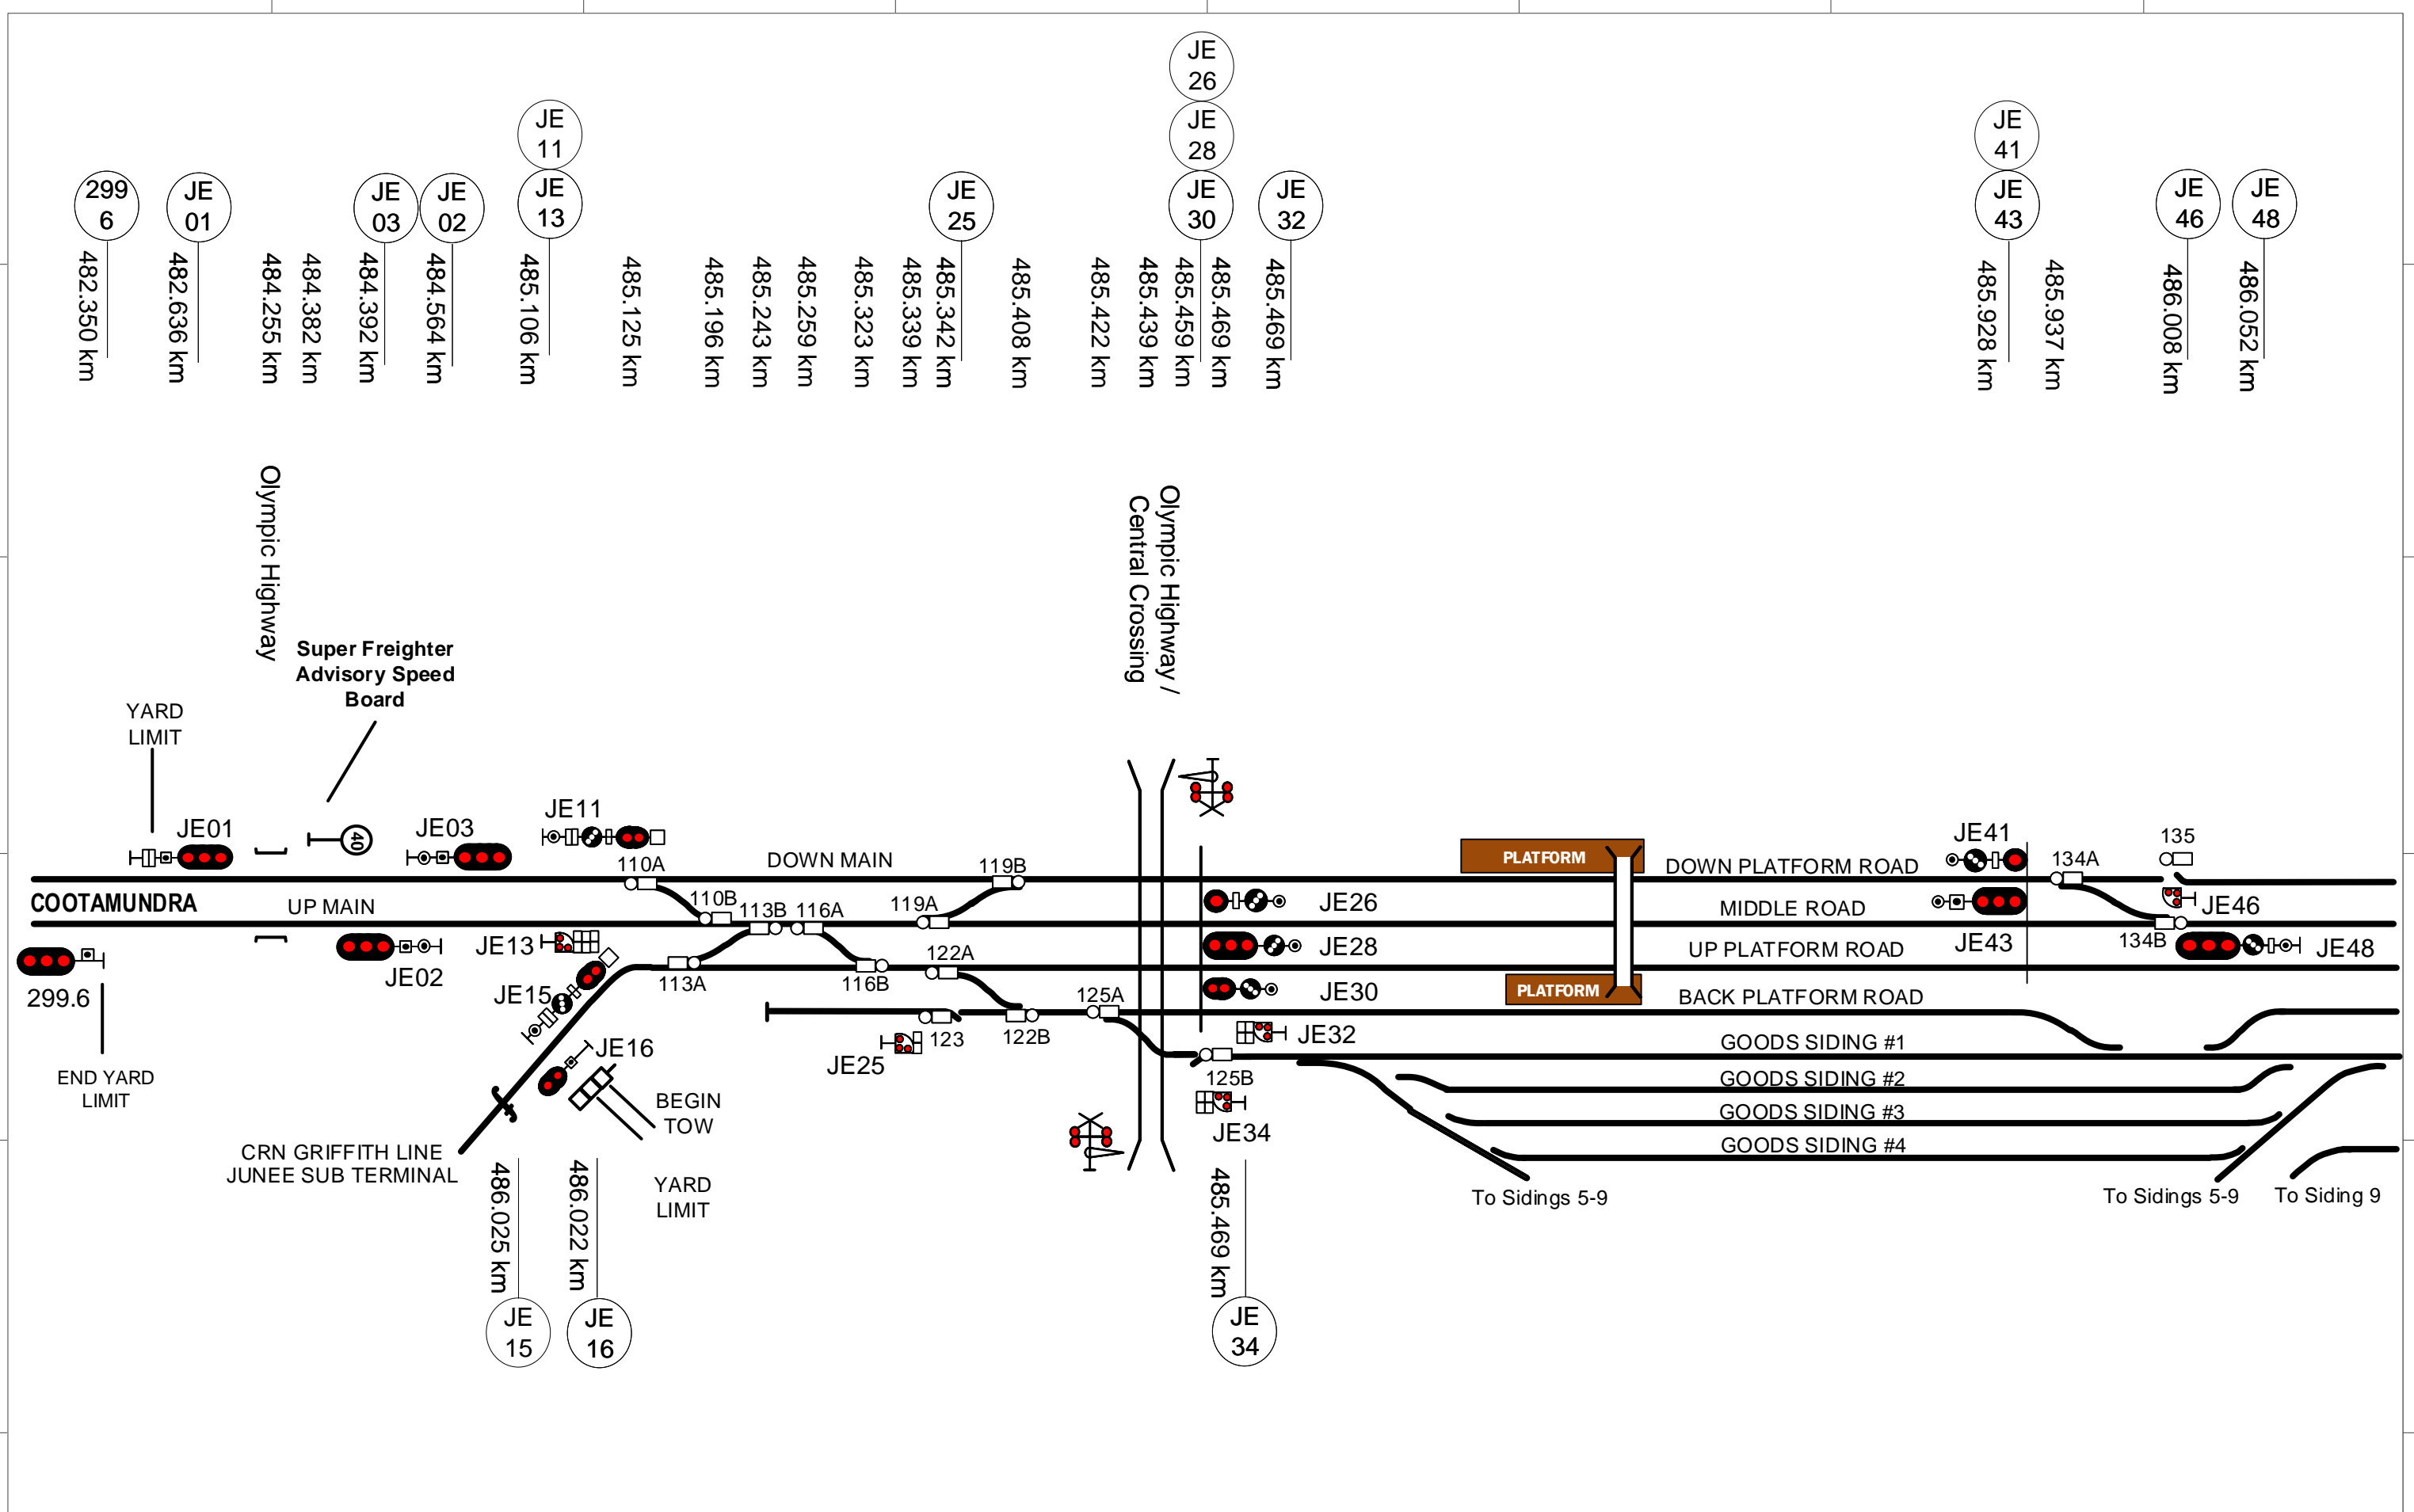 JE
26
JE
11
JE
28
JE
41
299
6
JE
01
JE
03
JE
02
JE
13
JE
25
JE
30
JE
32
JE
43
JE
46
JE
48
482.350 km
482.636 km
484.255 km
484.382 km
484.392 km
484.564 km
485.106 km
485.125 km
485.196 km
485.243 km
485.259 km
485.323 km
485.339 km
485.342 km
485.408 km
485.422 km
485.439 km
485.459 km
485.469 km
485.469 km
485.928 km
485.937 km
486.008 km
486.052 km
Olympic Highway
Olympic Highway /
Central Crossing
Super Freighter
Advisory Speed
Board
YARD
LIMIT
JE01
40
JE03
JE11
110A
DOWN MAIN
119B
PLATFORM
DOWN PLATFORM ROAD
JE41
134A
135
COOTAMUNDRA
UP MAIN
110B
113B
116A
119A
JE26
MIDDLE ROAD
JE46
JE02
JE13
122A
JE28
UP PLATFORM ROAD
JE43
134B
JE48
299.6
JE15
113A
116B
125A
JE30
PLATFORM
BACK PLATFORM ROAD
JE16
JE25
123
122B
JE32
GOODS SIDING #1
END YARD
LIMIT
125B
GOODS SIDING #2
BEGIN
TOW
JE34
GOODS SIDING #3
CRN GRIFFITH LINE
JUNEE SUB TERMINAL
GOODS SIDING #4
YARD
LIMIT
To Sidings 5-9
To Sidings 5-9
To Siding 9
486.025 km
486.022 km
485.469 km
JE
15
JE
16
JE
34